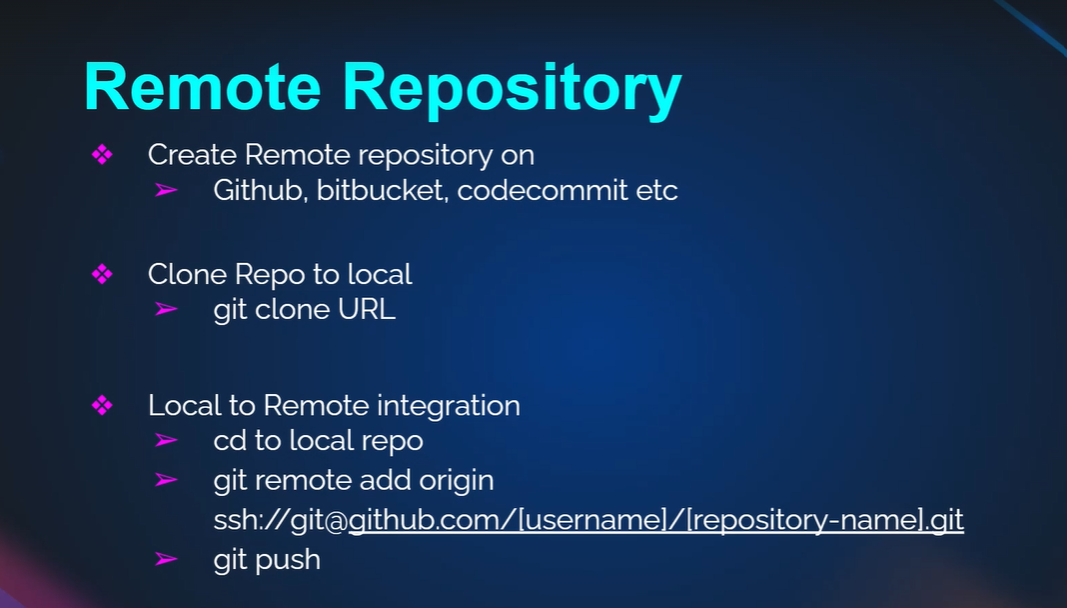 Remote Repository
❖ Create Remote repository on
➢ Github, bitbucket, codecommit etc
❖ Clone Repo to local
➢ git clone URL
❖ Local to Remote integration
➢ cd to local repo
➢ git remote add origin
ssh://git@github.com/[username]/[repository-name].git
➢ git push